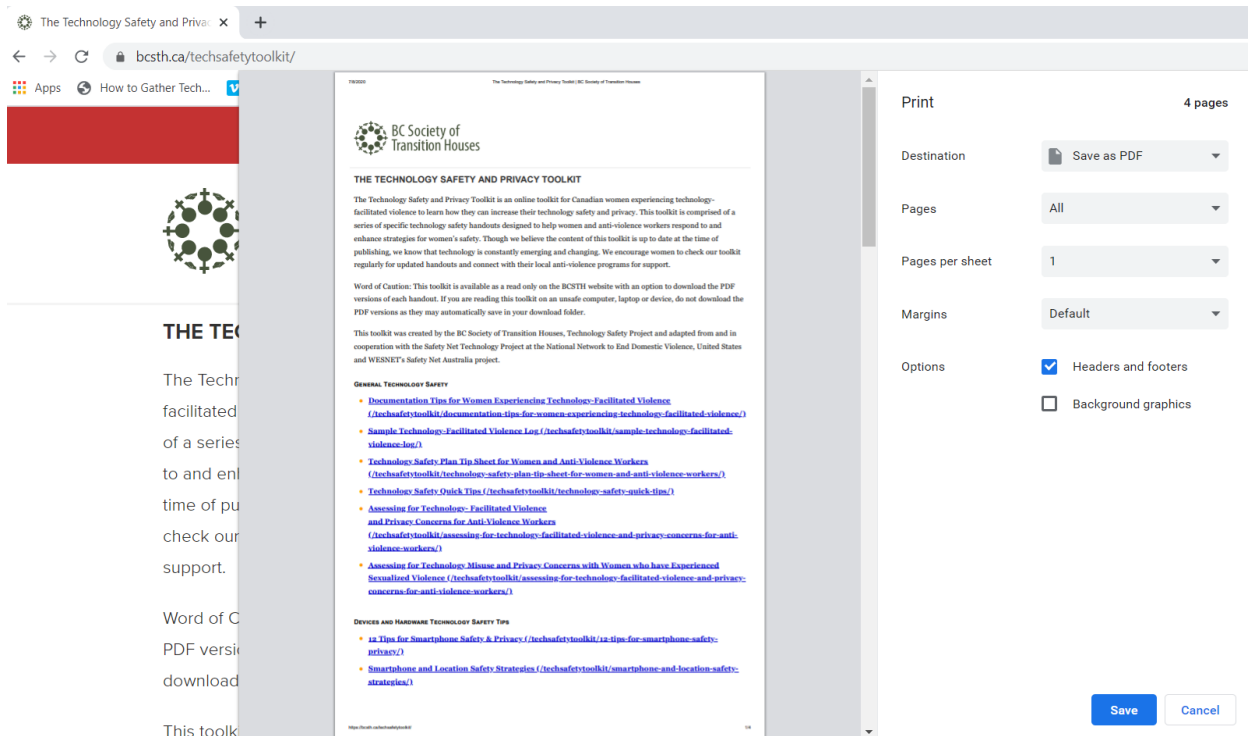 The Technology Safety and Priva
bcsth.ca/techsafetytoolkit/
Apps
How to Gather Tech...
THE TEC
The Techn
facilitated
of a series
to and enh
time of pu
check our
support.
Word of C
PDF versio
download
This toolk
7/9/2020
The Technology Safety and Privacy Toolkit | BC Society of Transition Houses
BC Society of
Transition Houses
THE TECHNOLOGY SAFETY AND PRIVACY TOOLKIT
The Technology Safety and Privacy Toolkit is an online toolkit for Canadian women experiencing technology-
facilitated violence to learn how they can increase their technology safety and privacy. This toolkit is comprised of a
series of specific technology safety handouts designed to help women and anti-violence workers respond to and
enhance strategies for women's safety. Though we believe the content of this toolkit is up to date at the time of
publishing, we know that technology is constantly emerging and changing. We encourage women to check our toolkit
regularly for updated handouts and connect with their local anti-violence programs for support.
Word of Caution: This toolkit is available as a read only on the BCSTH website with an option to download the PDF
versions of each handout. If you are reading this toolkit on an unsafe computer, laptop or device, do not download the
PDF versions as they may automatically save in your download folder.
This toolkit was created by the BC Society of Transition Houses, Technology Safety Project and adapted from and in
cooperation with the Safety Net Technology Project at the National Network to End Domestic Violence, United States
and WESNET's Safety Net Australia project.
GENERAL TECHNOLOGY SAFETY
Documentation Tips for Women Experiencing Technology-Facilitated Violence
(/techsafetytoolkit/documentation-tips-for-women-experiencing-technology-facilitated-violence/)
Sample Technology-Facilitated Violence Log (/techsafetytoolkit/sample-technology-facilitated-
violence-log/)
Technology Safety Plan Tip Sheet for Women and Anti-Violence Workers
(/techsafetytoolkit/technology-safety-plan-tip-sheet-for-women-and-anti-violence-workers/)
Technology Safety Quick Tips (/techsafetytoolkit/technology-safety-quick-tips/)
Assessing for Technology- Facilitated Violence
and Privacy Concerns for Anti-Violence Workers
(/techsafetytoolkit/assessing-for-technology-facilitated-violence-and-privacy-concerns-for-anti-
violence-workers/)
Assessing for Technology Misuse and Privacy Concerns with Women who have Experienced
Sexualized Violence (/techsafetytoolkit/assessing-for-technology-facilitated-violence-and-privacy-
concerns-for-anti-violence-workers/)
DEVICES AND HARDWARE TECHNOLOGY SAFETY TIPS
12 Tips for Smartphone Safety & Privacy (/techsafetytoolkit/12-tips-for-smartphone-safety-
privacy/)
Smartphone and Location Safety Strategies (/techsafetytoolkit/smartphone-and-location-safety-
strategies/)
https://bcsth.ca/techsafetytoolkit/
1/4
Print
4 pages
Destination
Save as PDF
Pages
All
Pages per sheet
1
Margins
Default
Options
Headers and footers
Background graphics
Save
Cancel